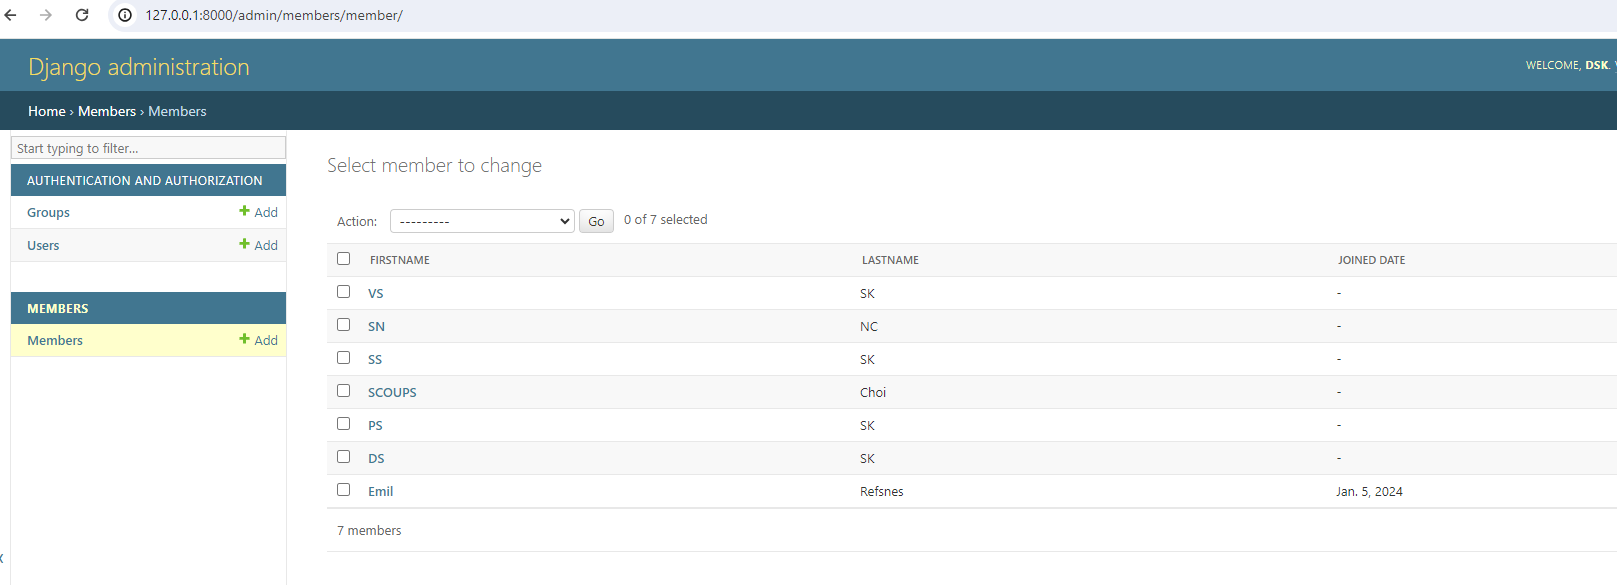 127.0.0.1:8000/admin/members/member/
Django administration
WELCOME, DSK.
Home › Members › Members
Start typing to filter...
AUTHENTICATION AND AUTHORIZATION
Groups + Add
Users + Add
MEMBERS
Members + Add
Select member to change
Action: --------- Go 0 of 7 selected
FIRSTNAME LASTNAME JOINED DATE
VS SK -
SN NC -
SS SK -
SCOUPS Choi -
PS SK -
DS SK -
Emil Refsnes Jan. 5, 2024
7 members